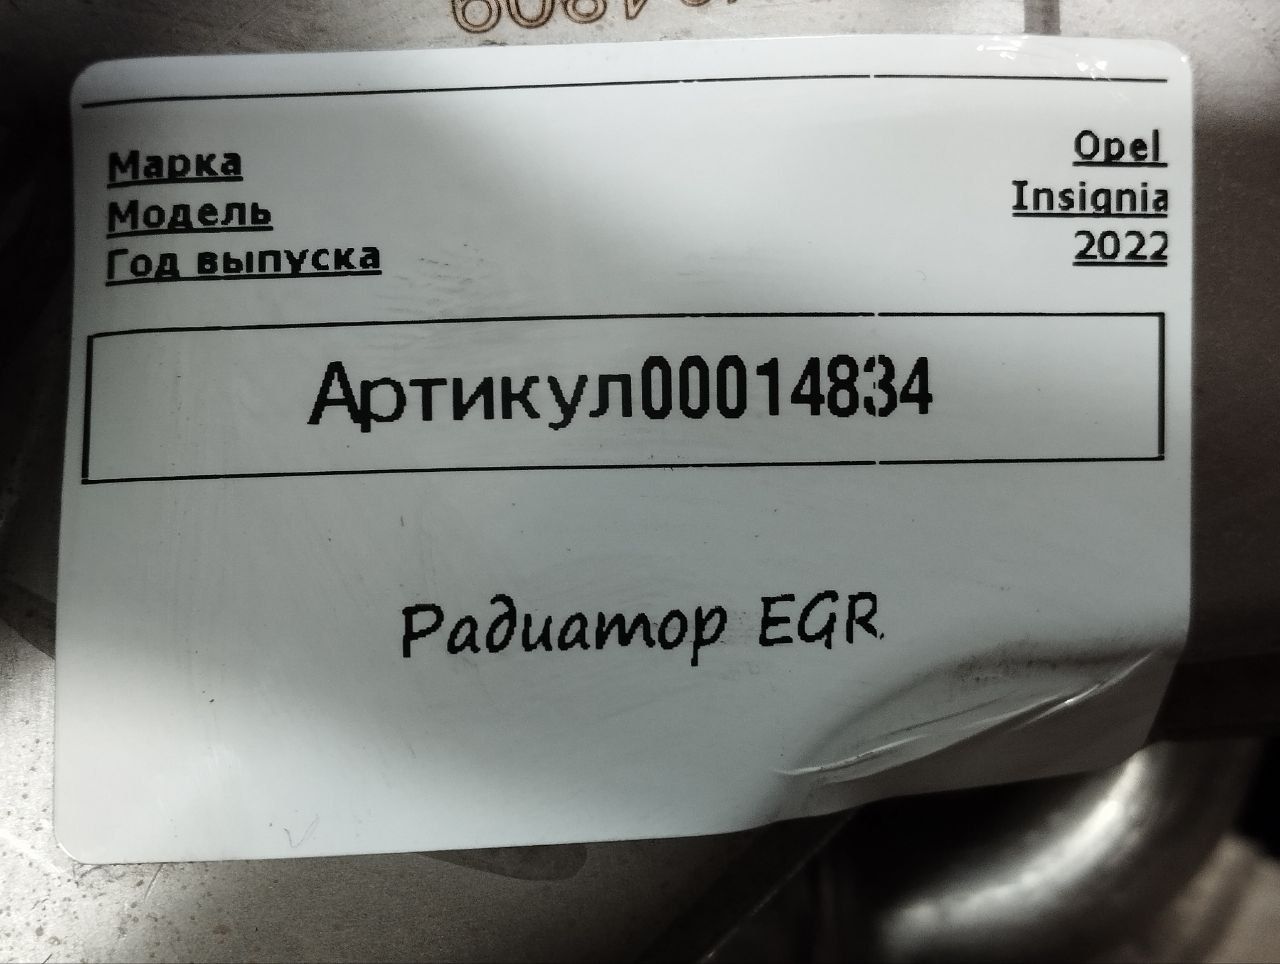 Марка Opel
Модель Insignia
Год выпуска 2022
Артикул00014834
Радиатор EGR